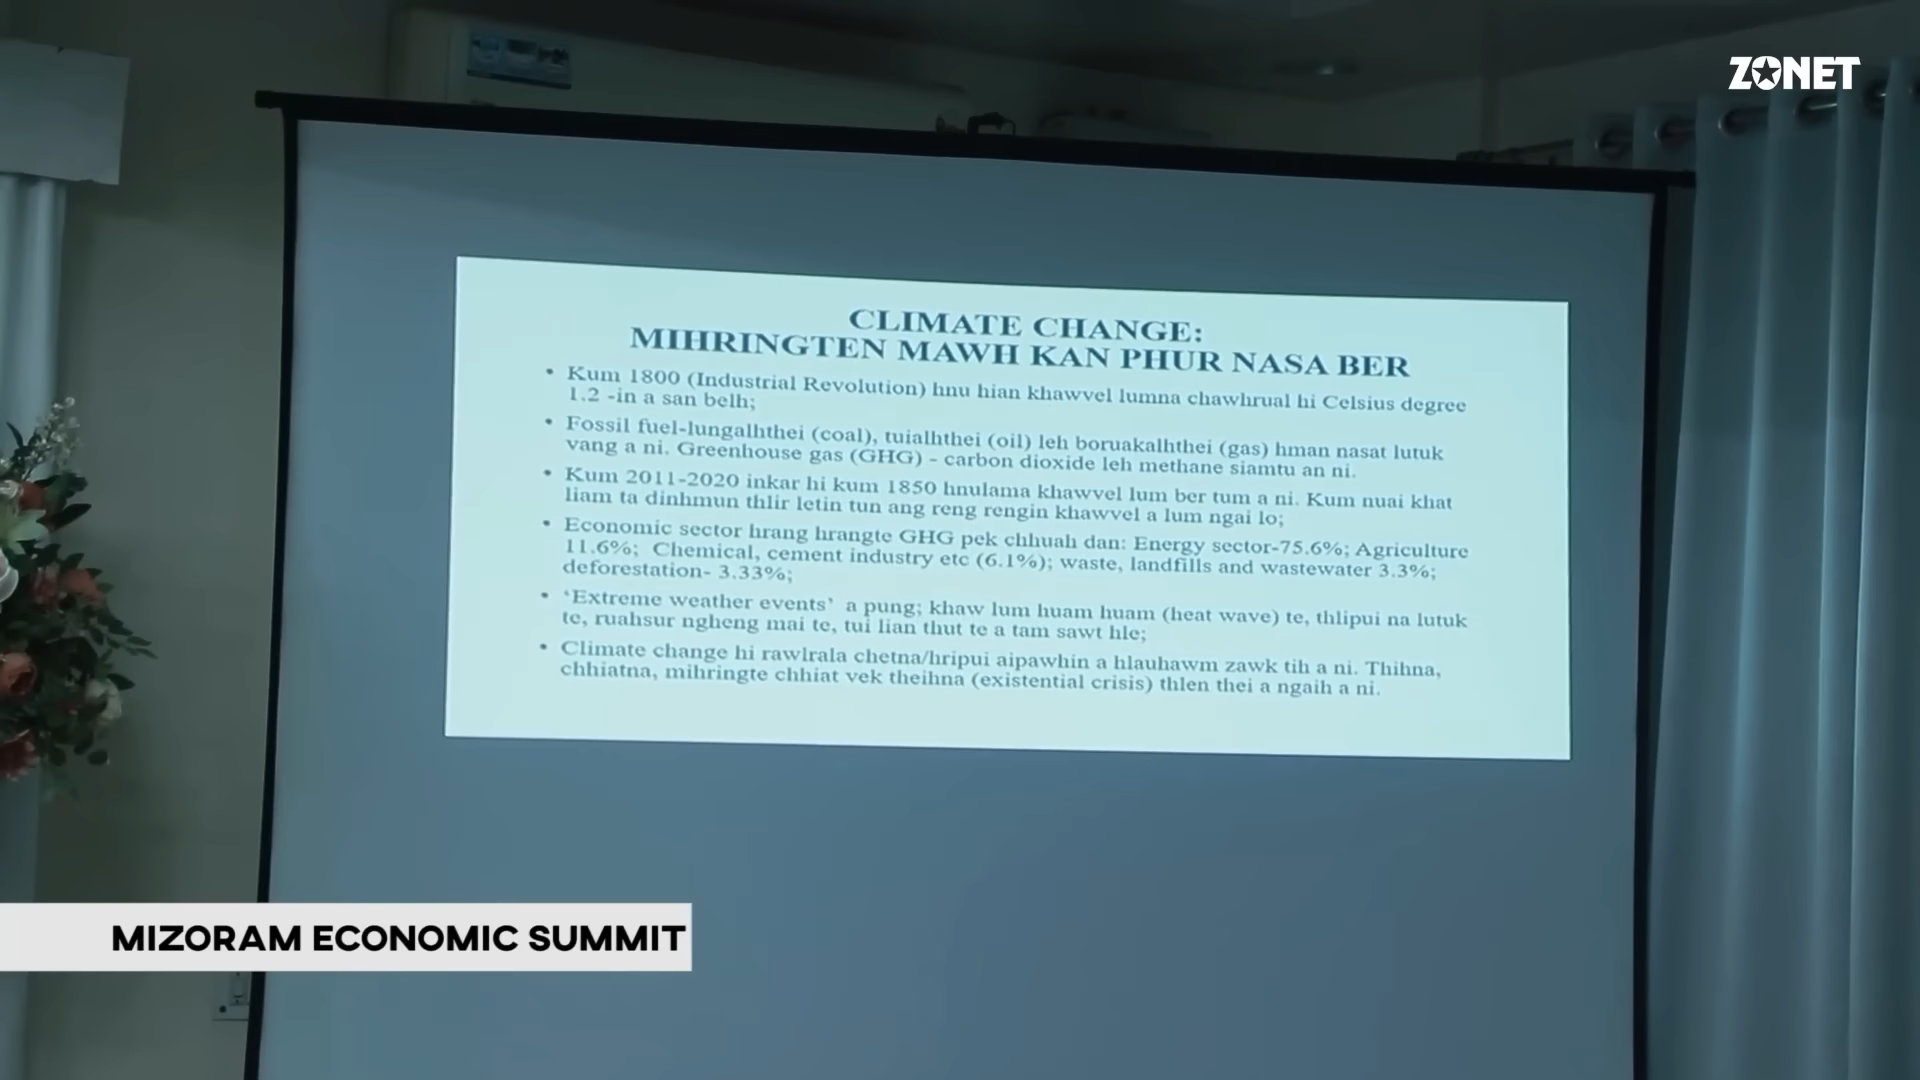 ZONET
CLIMATE CHANGE:
MIHRINGTEN MAWH KAN PHUR NASA BER
• Kum 1800 (Industrial Revolution) hnu hian khawvel lumna chawhrual hi Celsius degree
1.2 -in a san belh;
• Fossil fuel-lungalhthei (coal), tuialhthei (oil) leh boruakalhthei (gas) hman nasat lutuk
vang a ni. Greenhouse gas (GHG) - carbon dioxide leh methane siamtu an ni.
• Kum 2011-2020 inkar hi kum 1850 hnulama khawvel lum ber tum a ni. Kum nuai khat
liam ta dinhmun thlir letin tun ang reng rengin khawvel a lum ngai lo;
• Economic sector hrang hrangte GHG pek chhuah dan: Energy sector-75.6%; Agriculture
11.6%; Chemical, cement industry etc (6.1%); waste, landfills and wastewater 3.3%;
deforestation- 3.33%;
• ‘Extreme weather events’ a pung; khaw lum huam huam (heat wave) te, thlipui na lutuk
te, ruahsur ngheng mai te, tui lian thut te a tam sawt hle;
• Climate change hi rawlrala chetna/hripui aipawhin a hlauhawm zawk tih a ni. Thihna,
chhiatna, mihringte chhiat vek theihna (existential crisis) thlen thei a ngaih a ni.
MIZORAM ECONOMIC SUMMIT